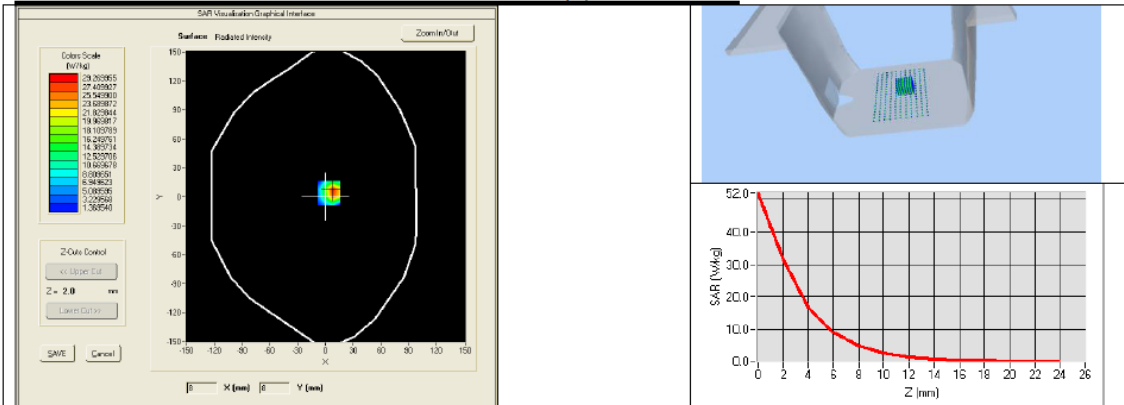 SAR Visualisation Graphical Interface
Surface Radiated Intensity
Zoom In/Out
Colors Scale
(W/kg)
29.269955
27.409927
25.549900
23.689872
21.829844
19.969817
18.109789
16.249761
14.389734
12.529706
10.669678
8.809651
6.949623
5.089595
3.229568
1.369540
150
120
90
60
30
0
-30
-60
-90
-120
-150
Y
-150 -120 -90 -60 -30 0 30 60 90 120 150
X
Z-Cuts Control
<< Upper Cut
Z = 2.0 mm
Lower Cut >>
SAVE Cancel
X (mm) Y (mm)
52.0
40.0
30.0
20.0
10.0
0.0
SAR (W/kg)
0 2 4 6 8 10 12 14 16 18 20 22 24 26
Z (mm)